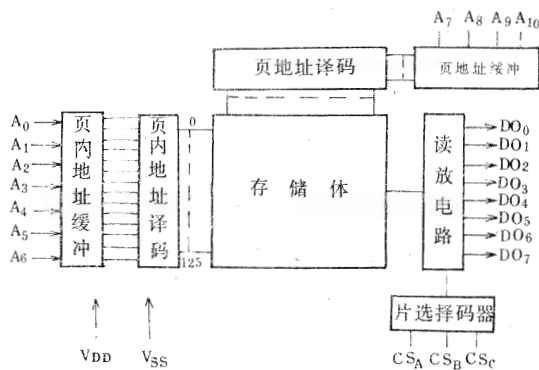 A7 A8 A9 A10
页地址译码
页地址缓冲
A0
A1
A2
A3
A4
A5
A6
页内地址缓冲
页内地址译码
0
125
存储体
读放电路
DO0
DO1
DO2
DO3
DO4
DO5
DO6
DO7
片选择码器
VDD
VSS
CSA CSB CSC